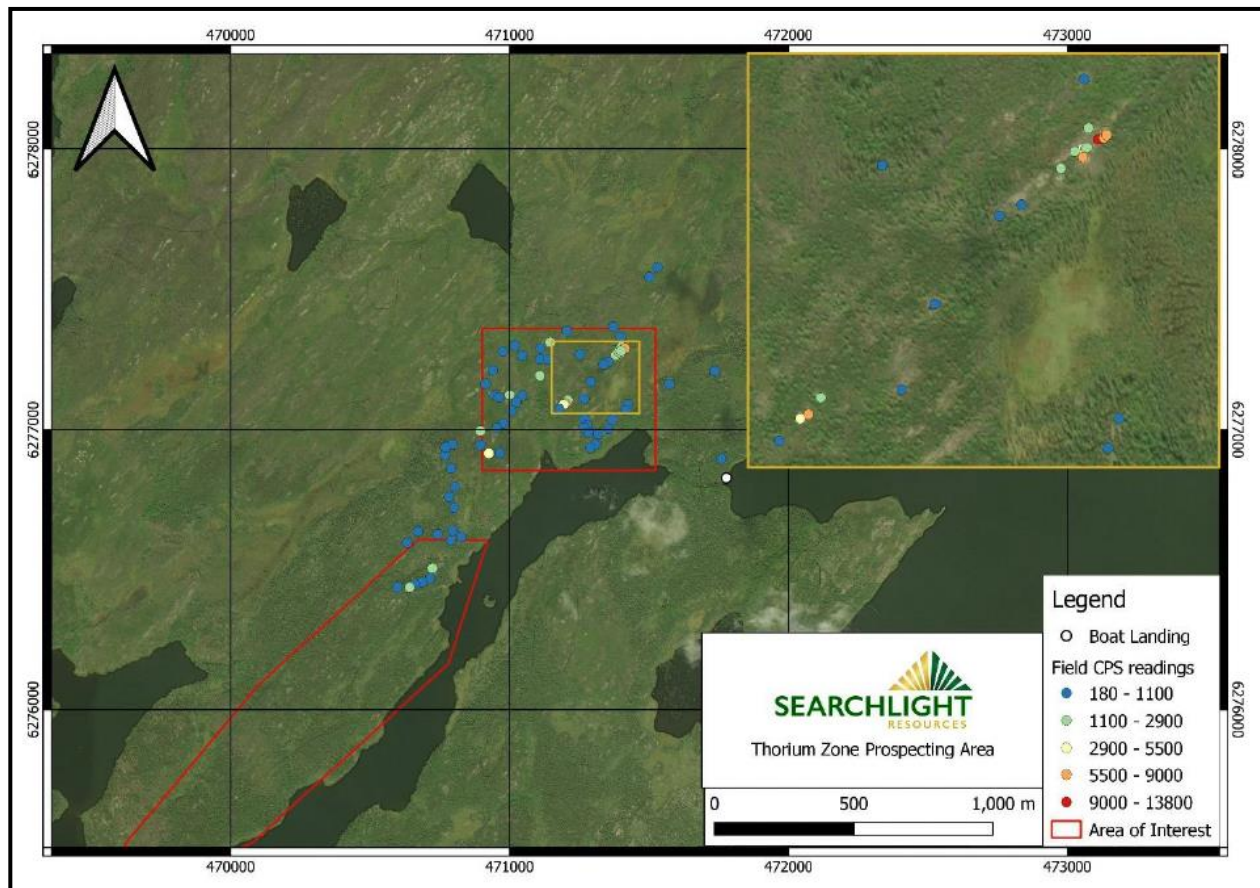 470000 471000 472000 473000
6278000 6278000
6277000 6277000
6276000 6276000
Legend
Boat Landing
Field CPS readings
180 - 1100
1100 - 2900
2900 - 5500
5500 - 9000
9000 - 13800
Area of Interest
SEARCHLIGHT
RESOURCES
Thorium Zone Prospecting Area
0 500 1,000 m
470000 471000 472000 473000